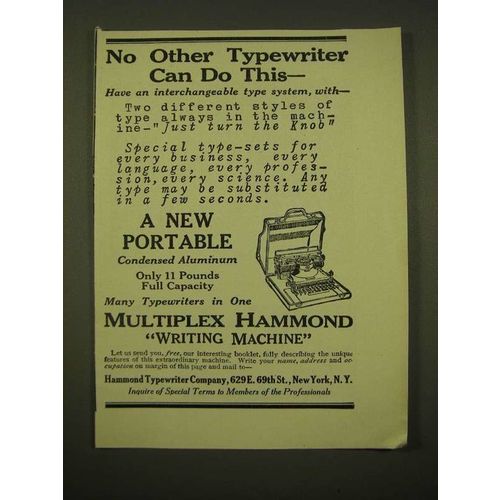 No Other Typewriter
Can Do This—
Have an interchangeable type system, with—
Two different styles of
type always in the mach-
ine—"Just turn the Knob"
Special type-sets for
every business, every
language, every profes-
sion, every science. Any
type may be substituted
in a few seconds.
A NEW
PORTABLE
Condensed Aluminum
Only 11 Pounds
Full Capacity
Many Typewriters in One
MULTIPLEX HAMMOND
"WRITING MACHINE"
Let us send you, free, our interesting booklet, fully describing the unique
features of this extraordinary machine. Write your name, address and oc-
cupation on margin of this page and mail to—
Hammond Typewriter Company, 629 E. 69th St., New York, N. Y.
Inquire of Special Terms to Members of the Professionals